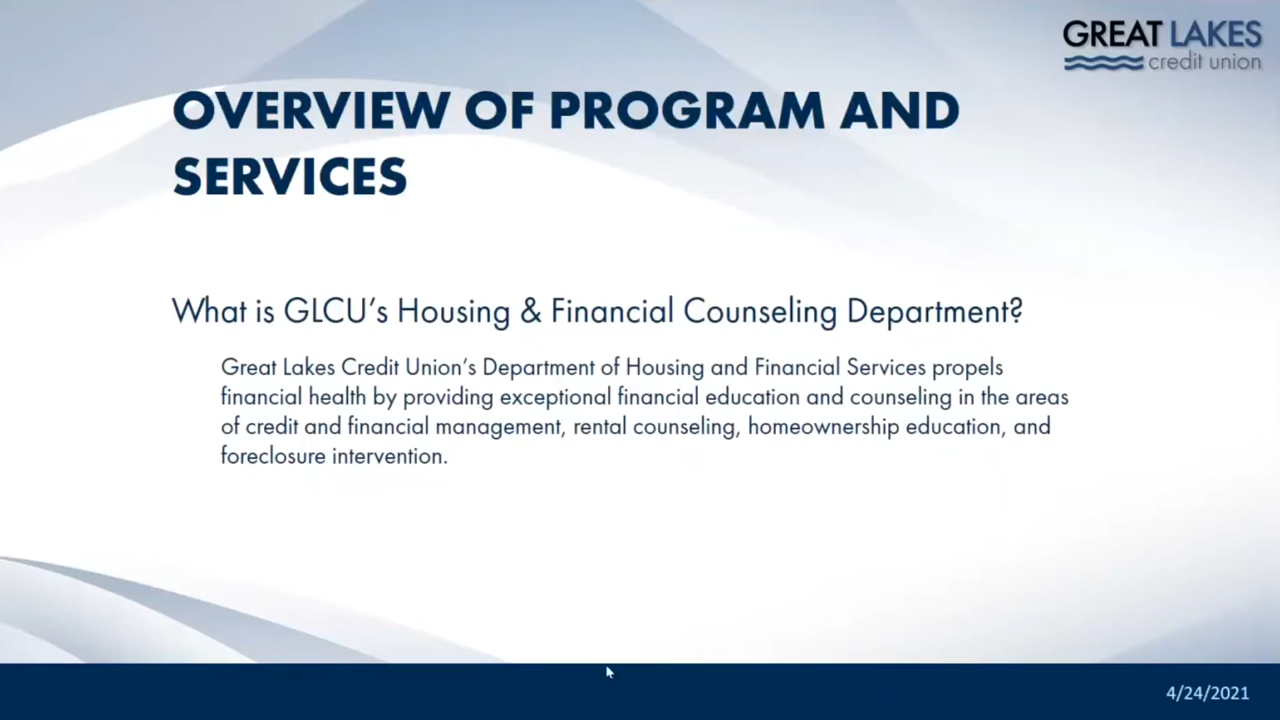 GREAT LAKES
credit union
OVERVIEW OF PROGRAM AND
SERVICES
What is GLCU's Housing & Financial Counseling Department?
Great Lakes Credit Union's Department of Housing and Financial Services propels
financial health by providing exceptional financial education and counseling in the areas
of credit and financial management, rental counseling, homeownership education, and
foreclosure intervention.
4/24/2021